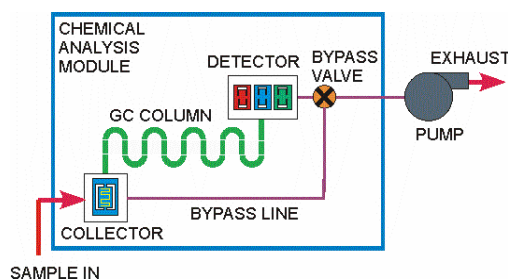 CHEMICAL
ANALYSIS
MODULE
DETECTOR
BYPASS
VALVE
EXHAUST
GC COLUMN
PUMP
BYPASS LINE
COLLECTOR
SAMPLE IN